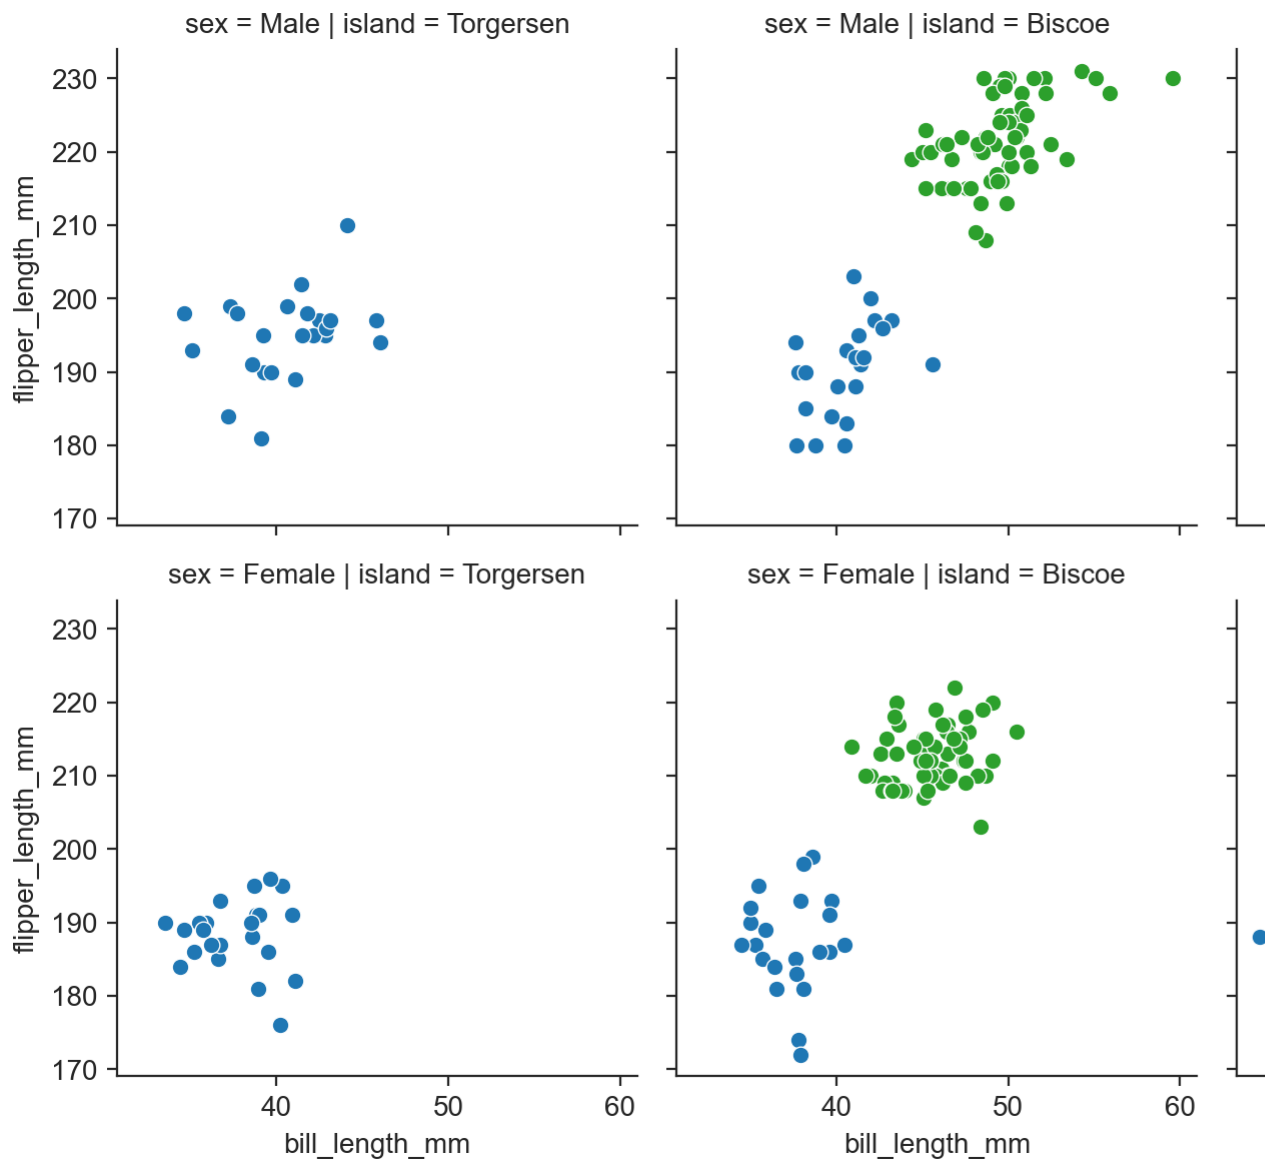 sex = Male | island = Torgersen
sex = Male | island = Biscoe
230
220
210
200
190
180
170
flipper_length_mm
sex = Female | island = Torgersen
sex = Female | island = Biscoe
230
220
210
200
190
180
170
flipper_length_mm
40 50 60
40 50 60
bill_length_mm
bill_length_mm